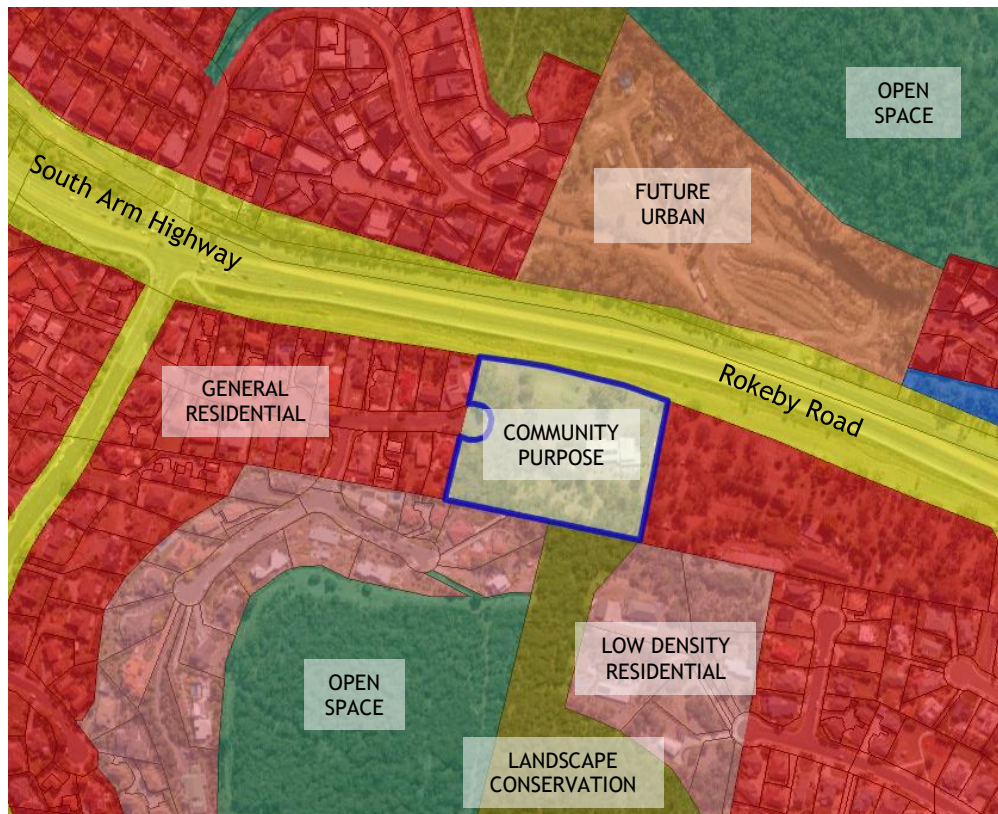 OPEN
SPACE
South Arm Highway
FUTURE
URBAN
Rokeby Road
GENERAL
RESIDENTIAL
COMMUNITY
PURPOSE
LOW DENSITY
RESIDENTIAL
OPEN
SPACE
LANDSCAPE
CONSERVATION